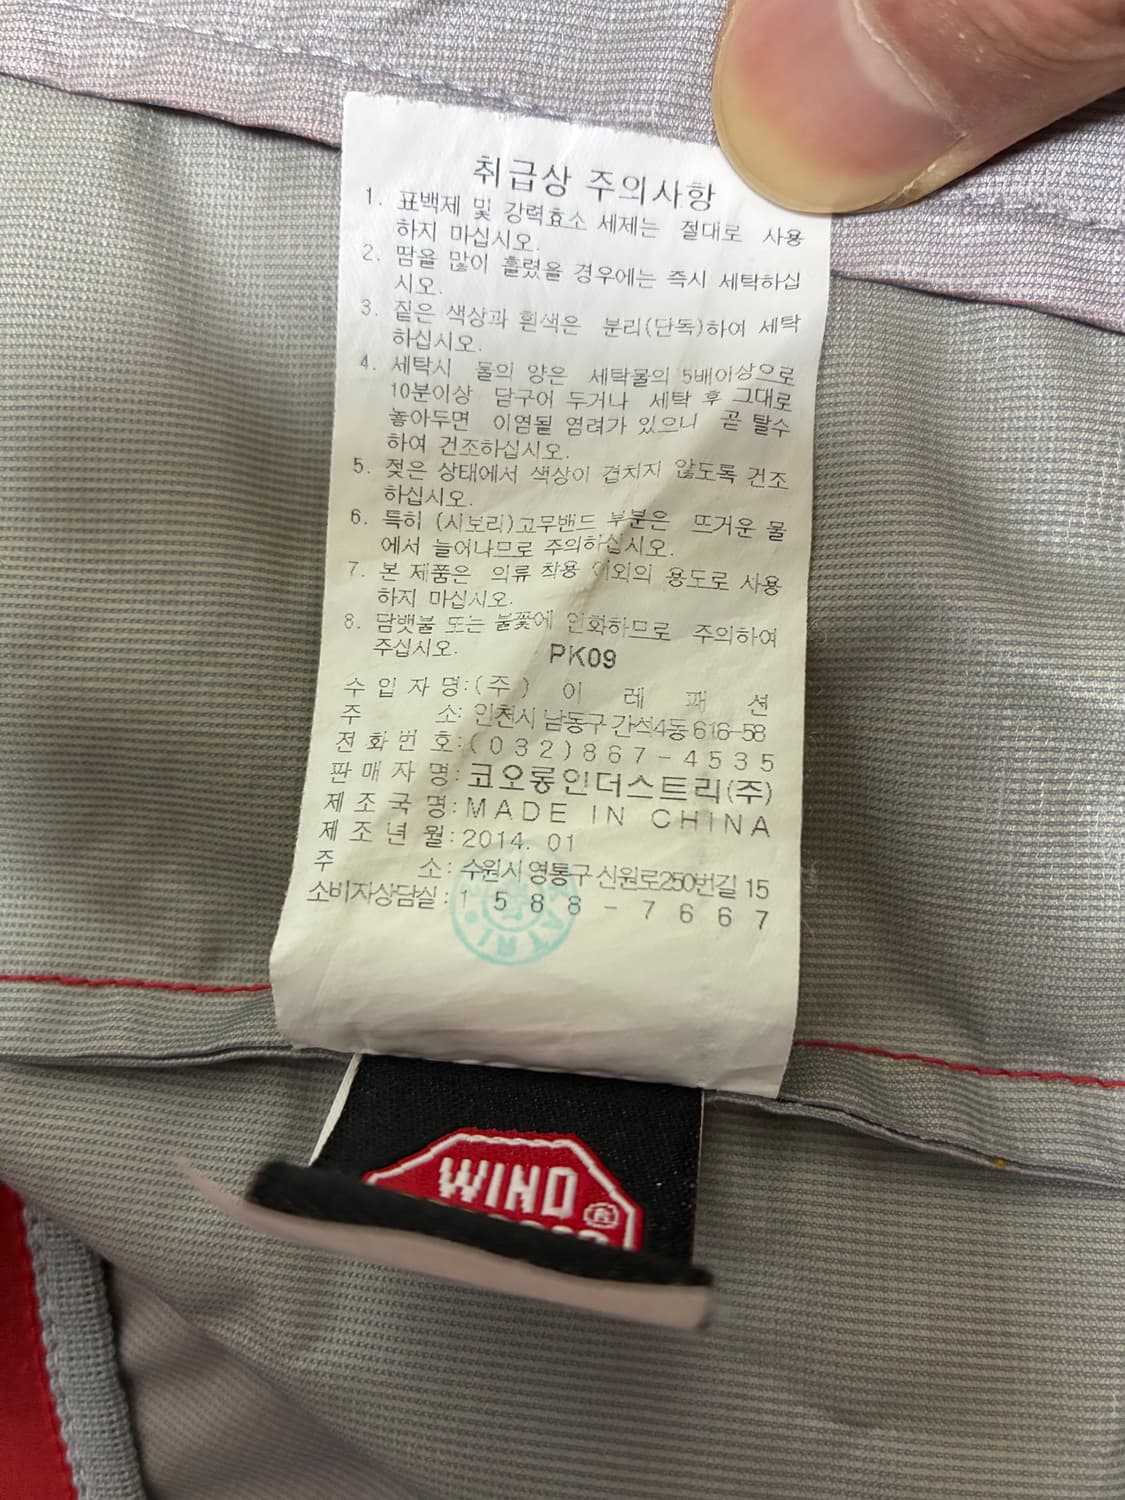 취급상 주의사항
1. 표백제 및 강력효소 세제는 절대로 사용
하지 마십시오.
2. 땀을 많이 흘렸을 경우에는 즉시 세탁하십
시오.
3. 짙은 색상과 흰색은 분리(단독)하여 세탁
하십시오.
4. 세탁시 물의 양은 세탁물의 5배이상으로
10분이상 담구어 두거나 세탁 후 그대로
놓아두면 이염될 염려가 있으니 곧 탈수
하여 건조하십시오.
5. 젖은 상태에서 색상이 겹치지 않도록 건조
하십시오.
6. 특히 (시보리)고무밴드 부분은 뜨거운 물
에서 늘어나므로 주의하십시오.
7. 본 제품은 의류 착용 이외의 용도로 사용
하지 마십시오.
8. 담뱃불 또는 불꽃에 인화하므로 주의하여
주십시오.
PK09
수입자명:(주) 이레패션
주 소: 인천시 남동구 간석4동 616-58
전화번호:(032)867-4535
판매자명:코오롱인더스트리(주)
제조국명:MADE IN CHINA
제조년월:2014. 01
주 소: 수원시 영통구 신원로250번길 15
소비자상담실:1588-7667
KATRI
WIND
®